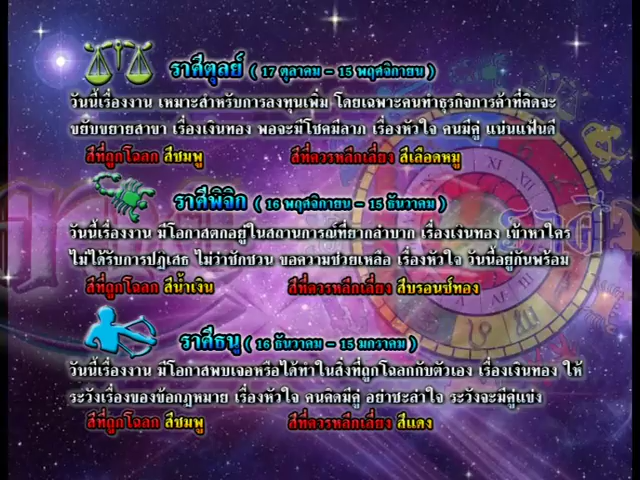 ราศีตุลย์ ( 17 ตุลาคม - 15 พฤศจิกายน )
วันนี้เรื่องงาน เหมาะสำหรับการลงทุนเพิ่ม โดยเฉพาะคนทำธุรกิจการค้าที่คิดจะ
ขยับขยายสาขา เรื่องเงินทอง พอจะมีโชคมีลาภ เรื่องหัวใจ คนมีคู่ แน่นแฟ้นดี
สีที่ถูกโฉลก สีชมพู สีที่ควรหลีกเลี่ยง สีเลือดหมู
ราศีพิจิก ( 16 พฤศจิกายน - 15 ธันวาคม )
วันนี้เรื่องงาน มีโอกาสตกอยู่ในสถานการณ์ที่ยากลำบาก เรื่องเงินทอง เข้าหาใคร
ไม่ได้รับการปฏิเสธ ไม่ว่าชักชวน ขอความช่วยเหลือ เรื่องหัวใจ วันนี้อยู่กันพร้อม
สีที่ถูกโฉลก สีน้ำเงิน สีที่ควรหลีกเลี่ยง สีบรอนซ์ทอง
ราศีธนู ( 16 ธันวาคม - 15 มกราคม )
วันนี้เรื่องงาน มีโอกาสพบเจอหรือได้ทำในสิ่งที่ถูกโฉลกกับตัวเอง เรื่องเงินทอง ให้
ระวังเรื่องของข้อกฎหมาย เรื่องหัวใจ คนคิดมีคู่ อย่าชะล่าใจ ระวังจะมีคู่แข่ง
สีที่ถูกโฉลก สีชมพู สีที่ควรหลีกเลี่ยง สีแดง